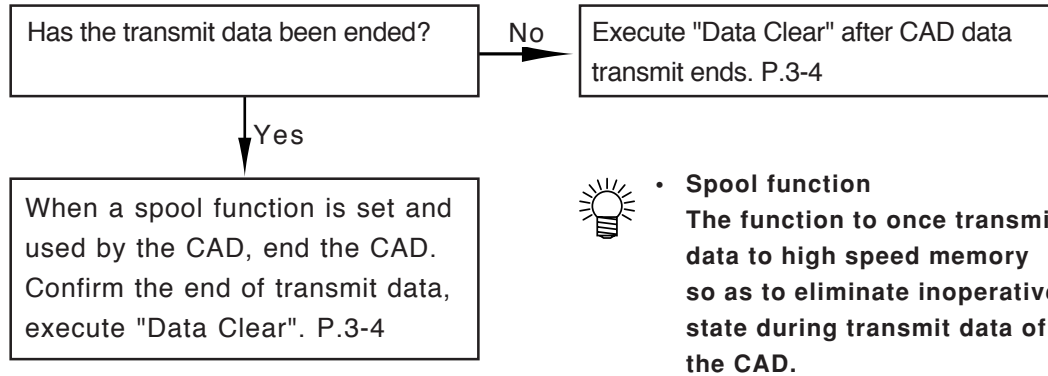 Has the transmit data been ended?
No
Execute "Data Clear" after CAD data
transmit ends. P.3-4
Yes
When a spool function is set and
used by the CAD, end the CAD.
Confirm the end of transmit data,
execute "Data Clear". P.3-4
• Spool function
The function to once transmi
data to high speed memory
so as to eliminate inoperative
state during transmit data of
the CAD.